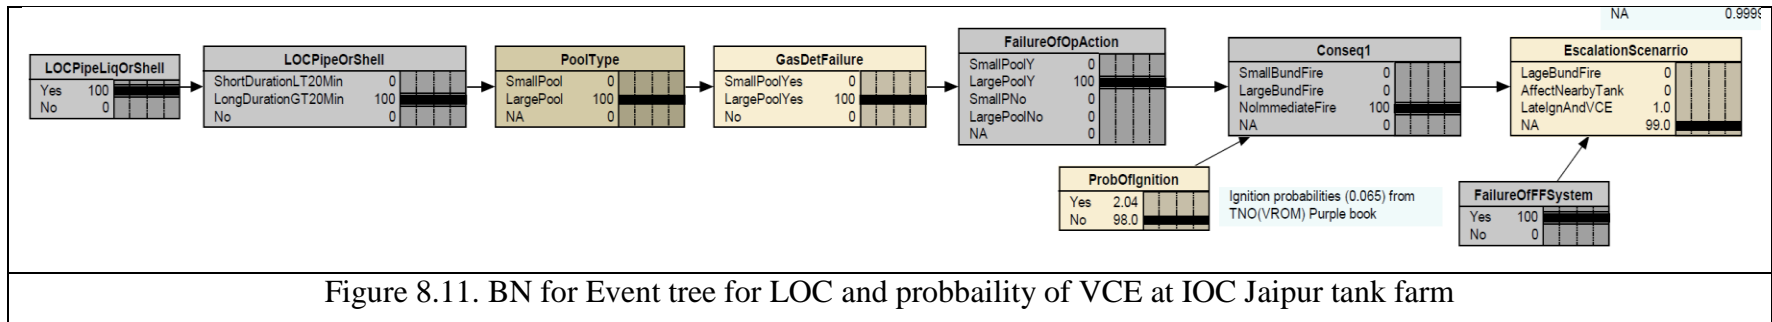 NA 0.9999
LOCPipeLiqOrShell
Yes 100
No 0
LOCPipeOrShell
ShortDurationLT20Min 0
LongDurationGT20Min 100
No 0
PoolType
SmallPool 0
LargePool 100
NA 0
GasDetFailure
SmallPoolYes 0
LargePoolYes 100
No 0
FailureOfOpAction
SmallPoolY 0
LargePoolY 100
SmallPNo 0
LargePoolNo 0
NA 0
Conseq1
SmallBundFire 0
LargeBundFire 0
NoImmediateFire 100
NA 0
EscalationScenarrio
LageBundFire 0
AffectNearbyTank 0
LateIgnAndVCE 1.0
NA 99.0
ProbOfIgnition
Yes 2.04
No 98.0
Ignition probabilities (0.065) from
TNO(VROM) Purple book
FailureOfFFSystem
Yes 100
No 0
Figure 8.11. BN for Event tree for LOC and probbaility of VCE at IOC Jaipur tank farm